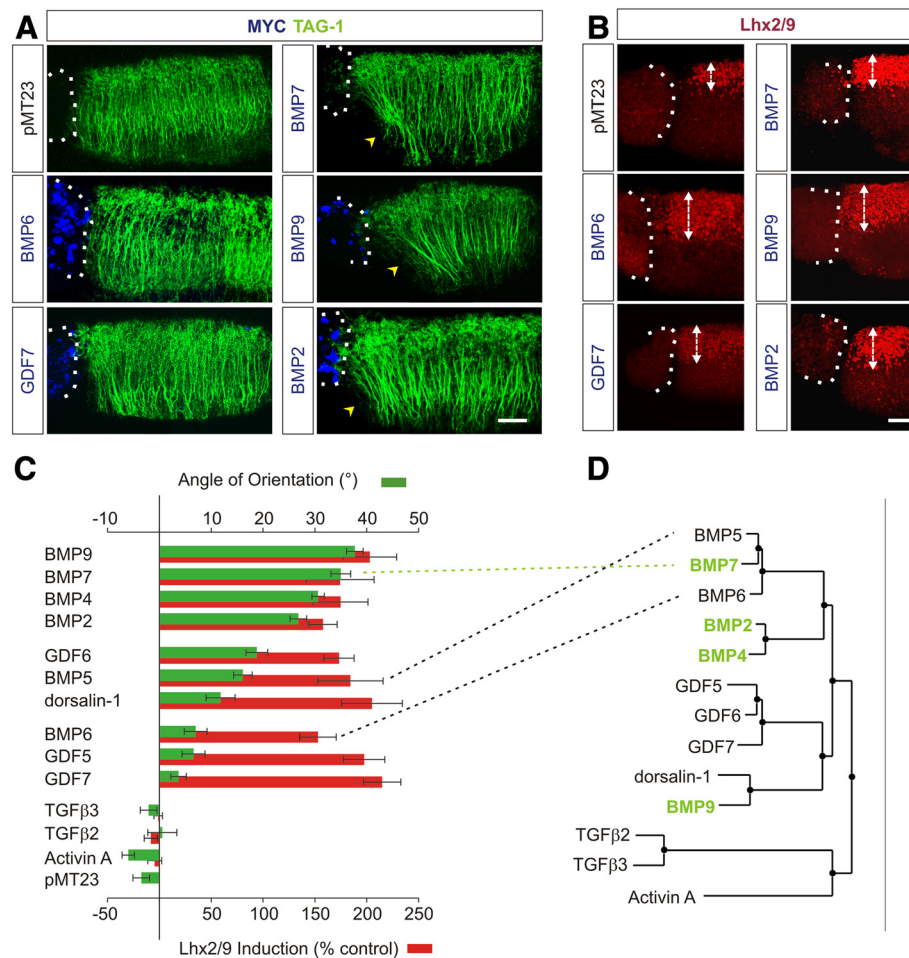 A
MYC TAG-1
pMT23
BMP6
GDF7
BMP7
BMP9
BMP2
B
Lhx2/9
pMT23
BMP6
GDF7
BMP7
BMP9
BMP2
C
Angle of Orientation (°)
-10 10 20 30 40 50
BMP9
BMP7
BMP4
BMP2
GDF6
BMP5
dorsalin-1
BMP6
GDF5
GDF7
TGFβ3
TGFβ2
Activin A
pMT23
-50 50 100 150 200 250
Lhx2/9 Induction (% control)
D
BMP5
BMP7
BMP6
BMP2
BMP4
GDF5
GDF6
GDF7
dorsalin-1
BMP9
TGFβ2
TGFβ3
Activin A